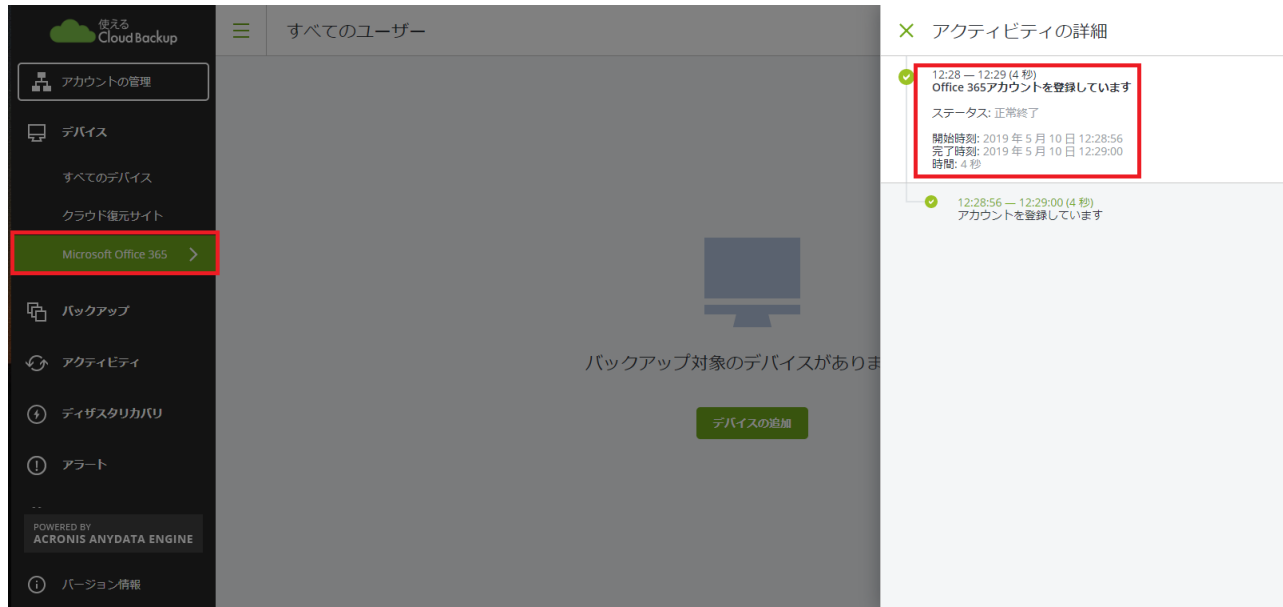 使える
Cloud Backup
アカウントの管理
デバイス
すべてのデバイス
クラウド復元サイト
Microsoft Office 365
バックアップ
アクティビティ
ディザスタリカバリ
アラート
POWERED BY
ACRONIS ANYDATA ENGINE
バージョン情報
すべてのユーザー
バックアップ対象のデバイスがありま
デバイスの追加
アクティビティの詳細
12:28 — 12:29 (4 秒)
Office 365アカウントを登録しています
ステータス: 正常終了
開始時刻: 2019 年 5 月 10 日 12:28:56
完了時刻: 2019 年 5 月 10 日 12:29:00
時間: 4 秒
12:28:56 — 12:29:00 (4 秒)
アカウントを登録しています